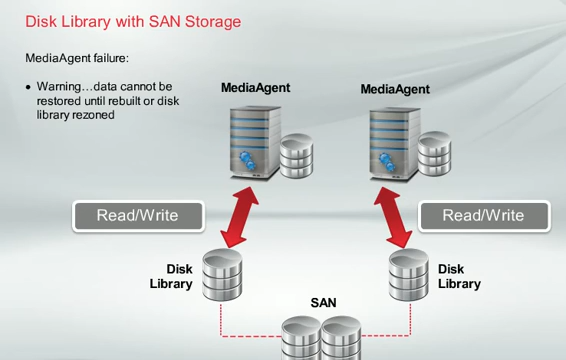 Disk Library with SAN Storage
MediaAgent failure:
• Warning…data cannot be
restored until rebuilt or disk
library rezoned
MediaAgent
MediaAgent
Read/Write
Read/Write
Disk
Library
Disk
Library
SAN